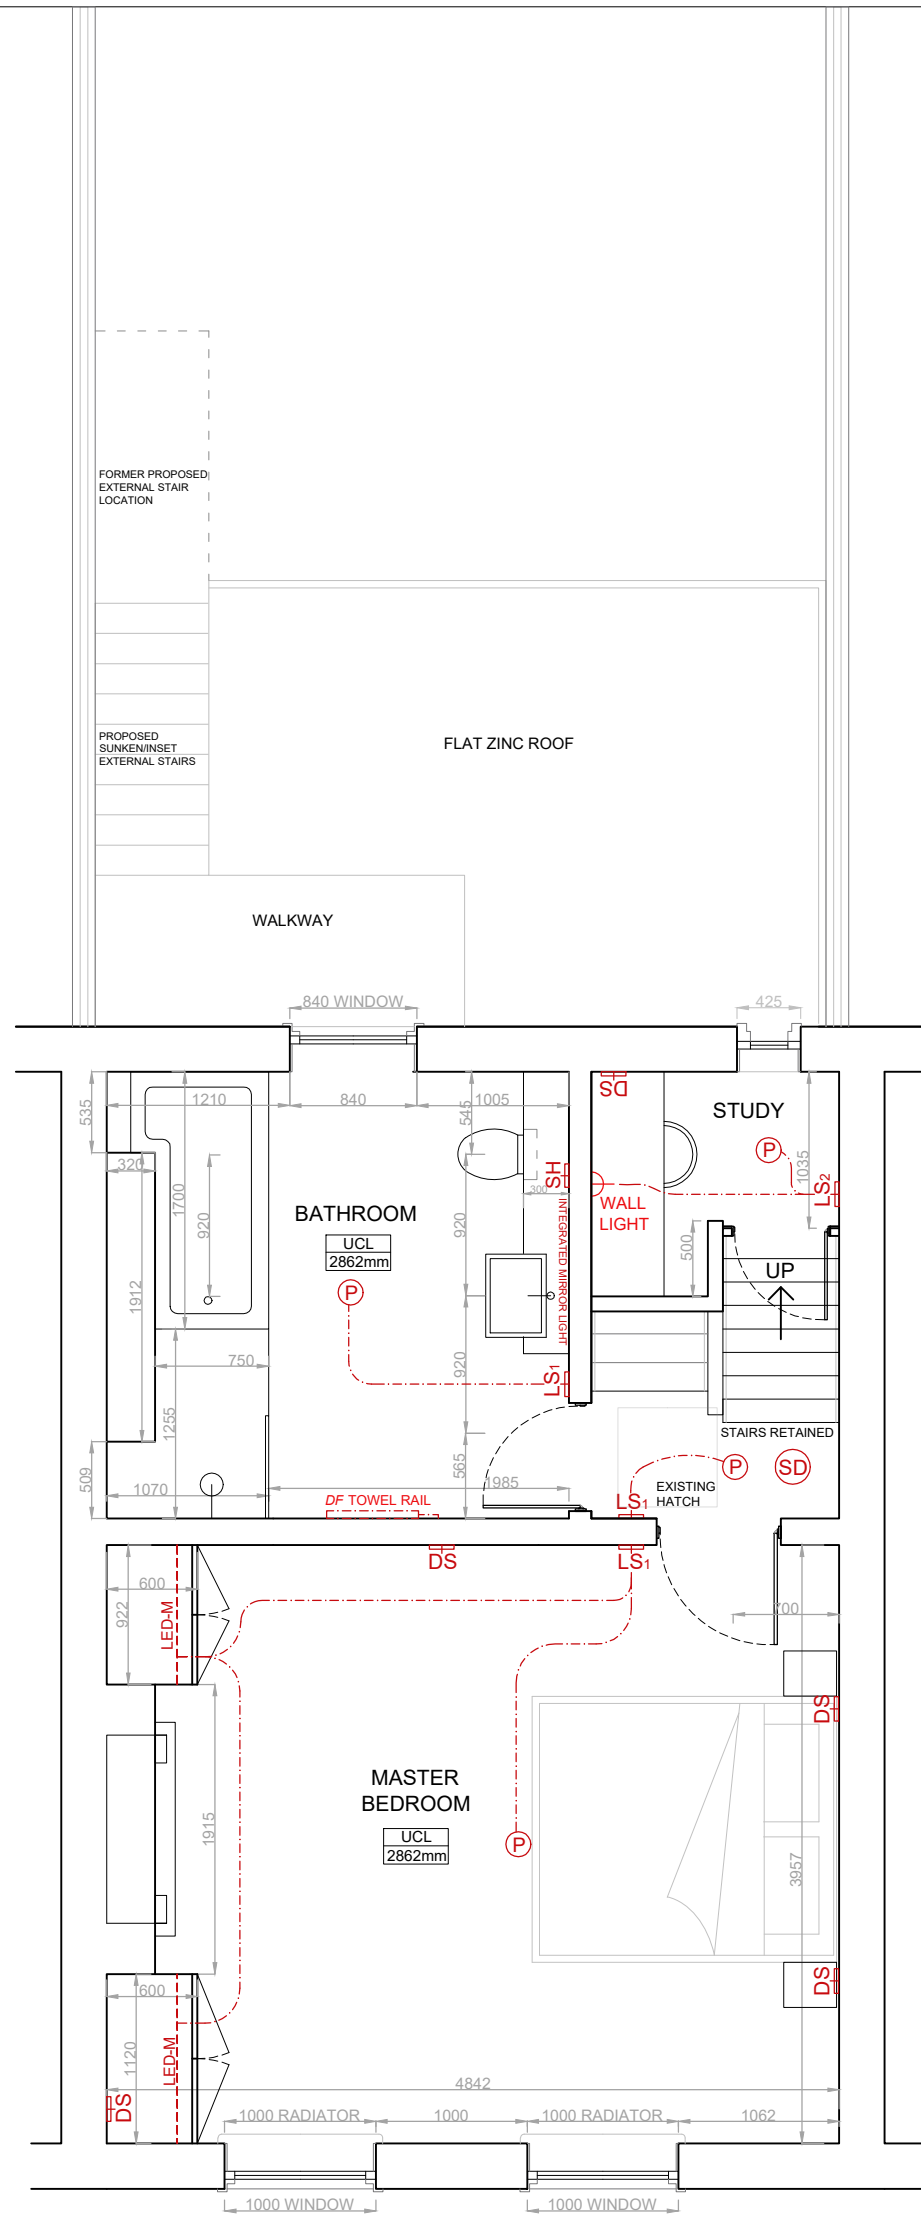 FORMER PROPOSED
EXTERNAL STAIR
LOCATION
PROPOSED
SUNKEN/INSET
EXTERNAL STAIRS
FLAT ZINC ROOF
WALKWAY
840 WINDOW
425
535
1210
840
545
1005
DS
STUDY
P
1035
320
1700
920
SH
300
LS2
WALL
LIGHT
BATHROOM
UCL
2862mm
920
INTEGRATED MIRROR LIGHT
500
UP
P
1912
750
920
LS1
1255
STAIRS RETAINED
565
509
1070
1985
P
SD
EXISTING
HATCH
DF TOWEL RAIL
LS1
DS
LS1
600
922
LED-M
700
DS
MASTER
BEDROOM
UCL
2862mm
P
1915
3957
DS
600
1120
LED-M
DS
4842
1000 RADIATOR
1000
1000 RADIATOR
1062
1000 WINDOW
1000 WINDOW